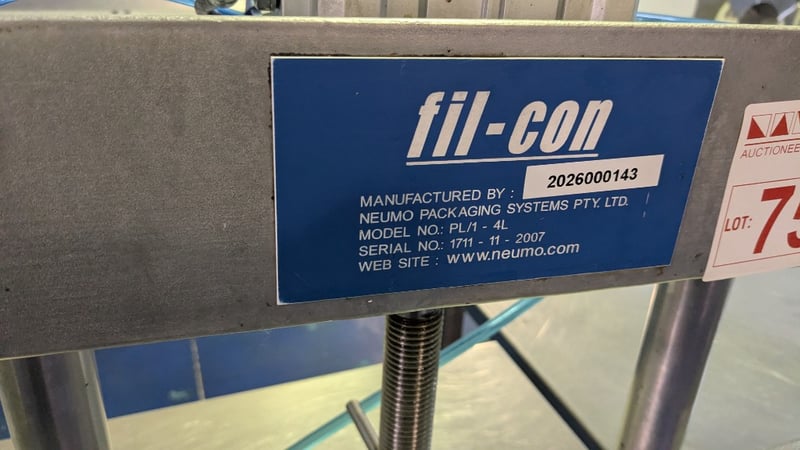 fil-con
2026000143
MANUFACTURED BY :
NEUMO PACKAGING SYSTEMS PTY. LTD.
MODEL NO.: PL/1 - 4L
SERIAL NO.: 1711 - 11 - 2007
WEB SITE : www.neumo.com
AUCTIONEE
LOT: